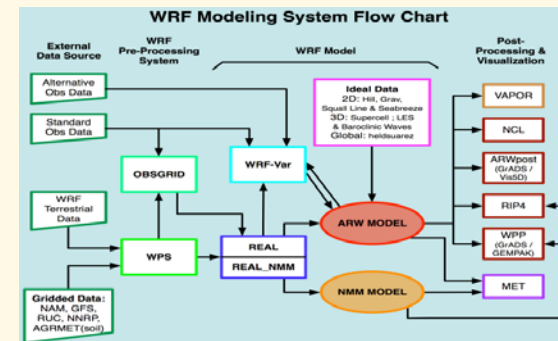 WRF Modeling System Flow Chart
External
Data Source
WRF
Pre-Processing
System
WRF Model
Post-
Processing &
Visualization
Alternative
Obs Data
Standard
Obs Data
WRF
Terrestrial
Data
Gridded Data:
NAM, GFS,
RUC, NNRP,
AGRMET(soil)
OBSGRID
WPS
WRF-Var
REAL
REAL_NMM
Ideal Data
2D: Hill, Grav,
Squall Line & Seabreeze
3D: Supercell ; LES
& Baroclinic Waves
Global: heldsuarez
ARW MODEL
NMM MODEL
VAPOR
NCL
ARWpost
(GrADS /
Vis5D)
RIP4
WPP
(GrADS /
GEMPAK)
MET